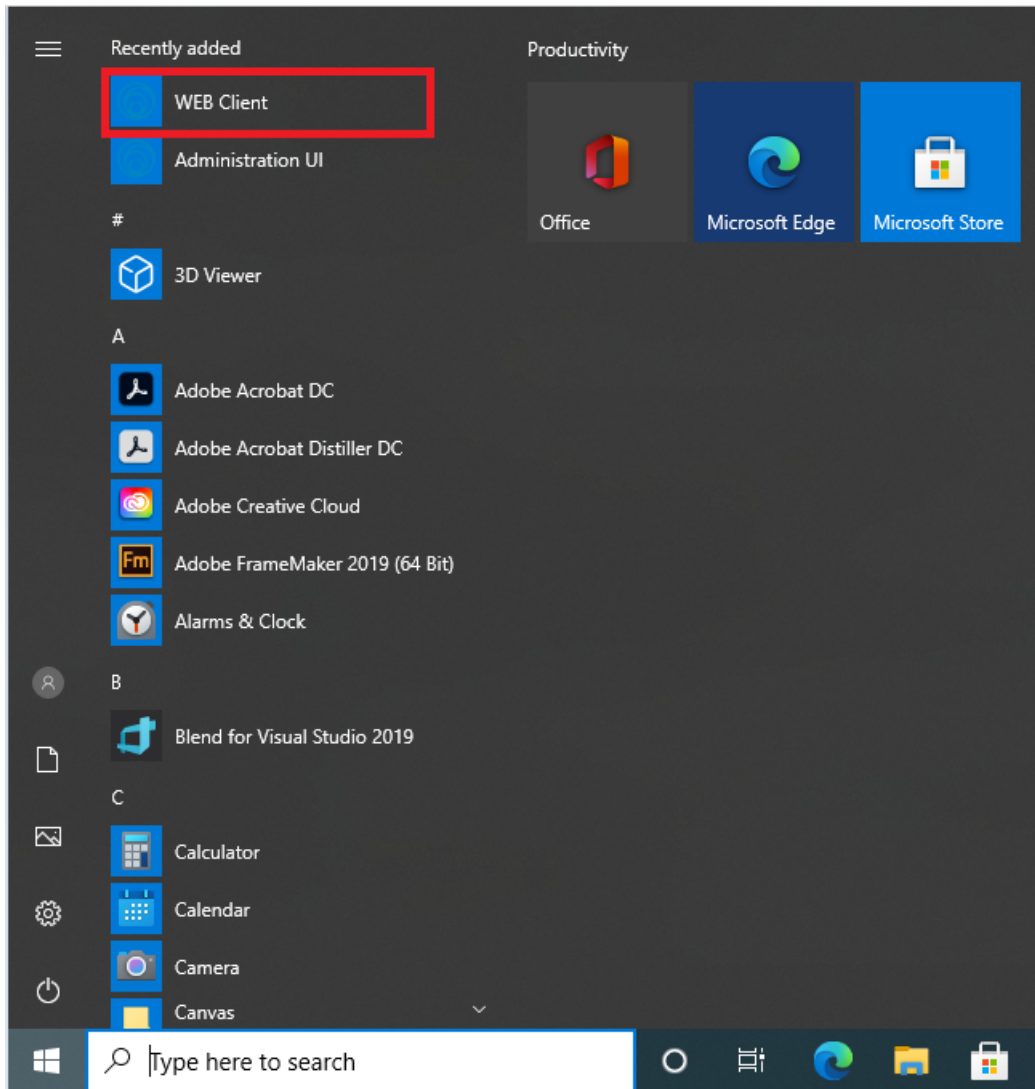 Recently added
WEB Client
Administration UI
#
3D Viewer
A
Adobe Acrobat DC
Adobe Acrobat Distiller DC
Adobe Creative Cloud
Fm
Adobe FrameMaker 2019 (64 Bit)
Alarms & Clock
B
Blend for Visual Studio 2019
C
Calculator
Calendar
Camera
Canvas
Productivity
Office
Microsoft Edge
Microsoft Store
Type here to search